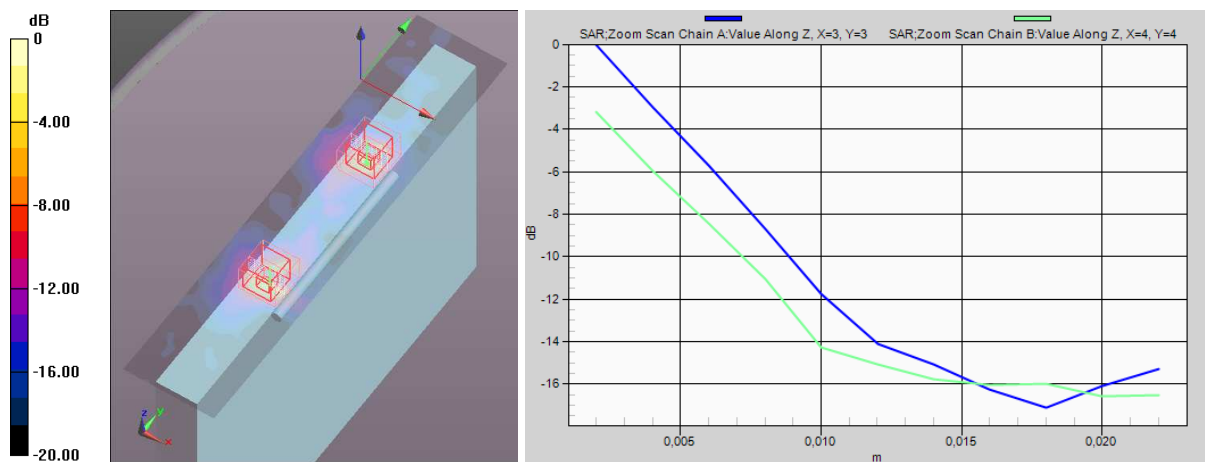 dB
0
-4.00
-8.00
-12.00
-16.00
-20.00
z
y
x
SAR;Zoom Scan Chain A:Value Along Z, X=3, Y=3
SAR;Zoom Scan Chain B:Value Along Z, X=4, Y=4
0
-2
-4
-6
-8
-10
-12
-14
-16
dB
0,005
0,010
0,015
0,020
m